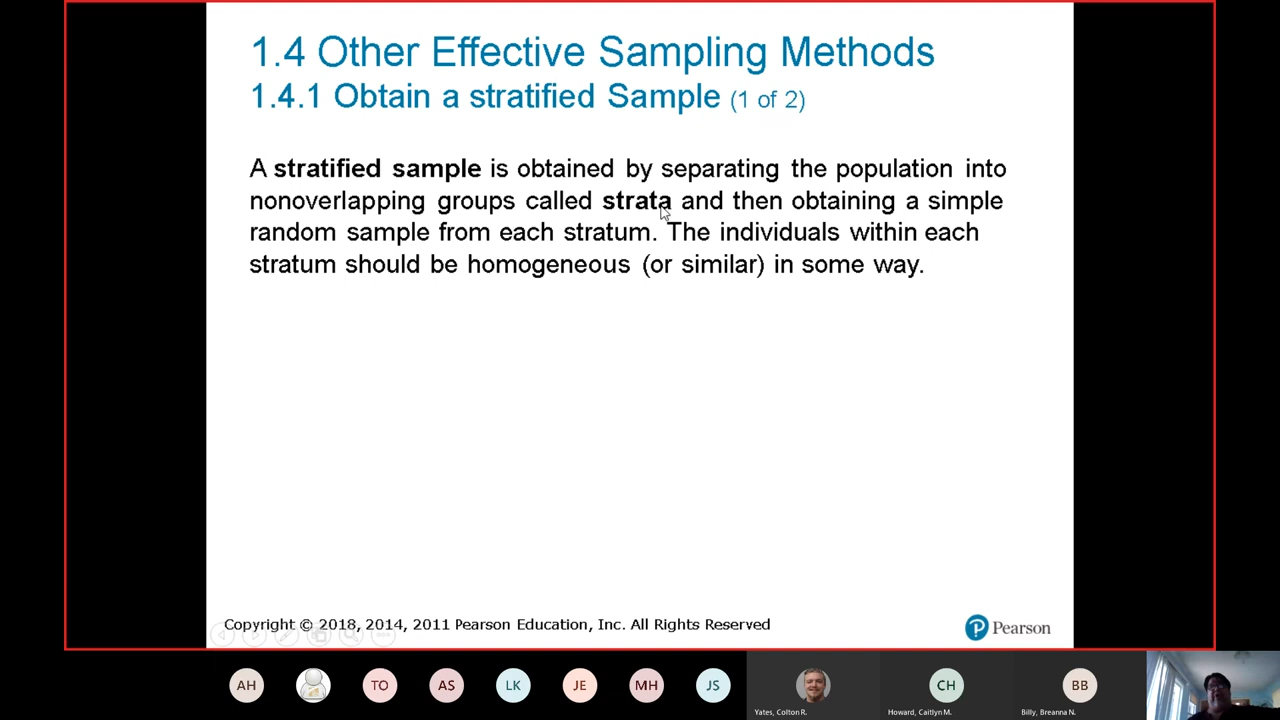 1.4 Other Effective Sampling Methods
1.4.1 Obtain a stratified Sample (1 of 2)
A stratified sample is obtained by separating the population into
nonoverlapping groups called strata and then obtaining a simple
random sample from each stratum. The individuals within each
stratum should be homogeneous (or similar) in some way.
Copyright © 2018, 2014, 2011 Pearson Education, Inc. All Rights Reserved
P Pearson
AH TO AS LK JE MH JS CH BB
Yates, Colton R. Howard, Caitlyn M. Billy, Breanna N.